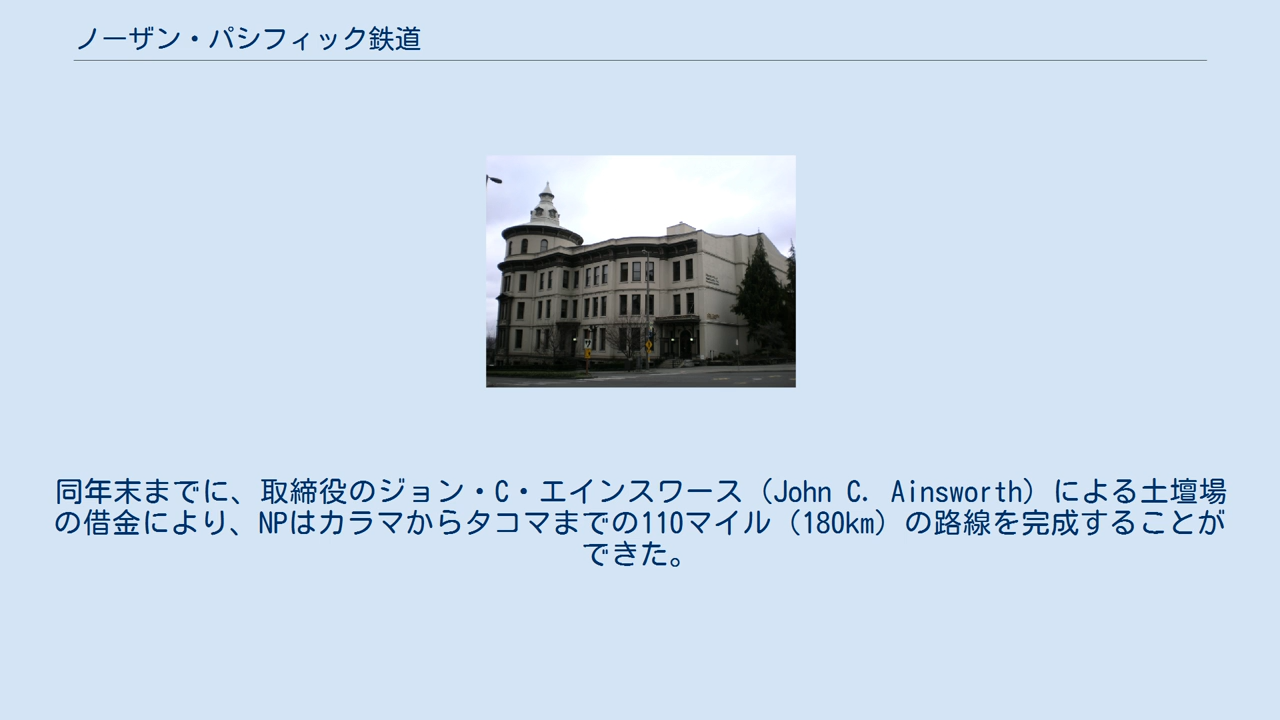 ノーザン・パシフィック鉄道
同年末までに、取締役のジョン・C・エインスワース（John C. Ainsworth）による土壇場
の借金により、NPはカラマからタコマまでの110マイル（180km）の路線を完成することが
できた。